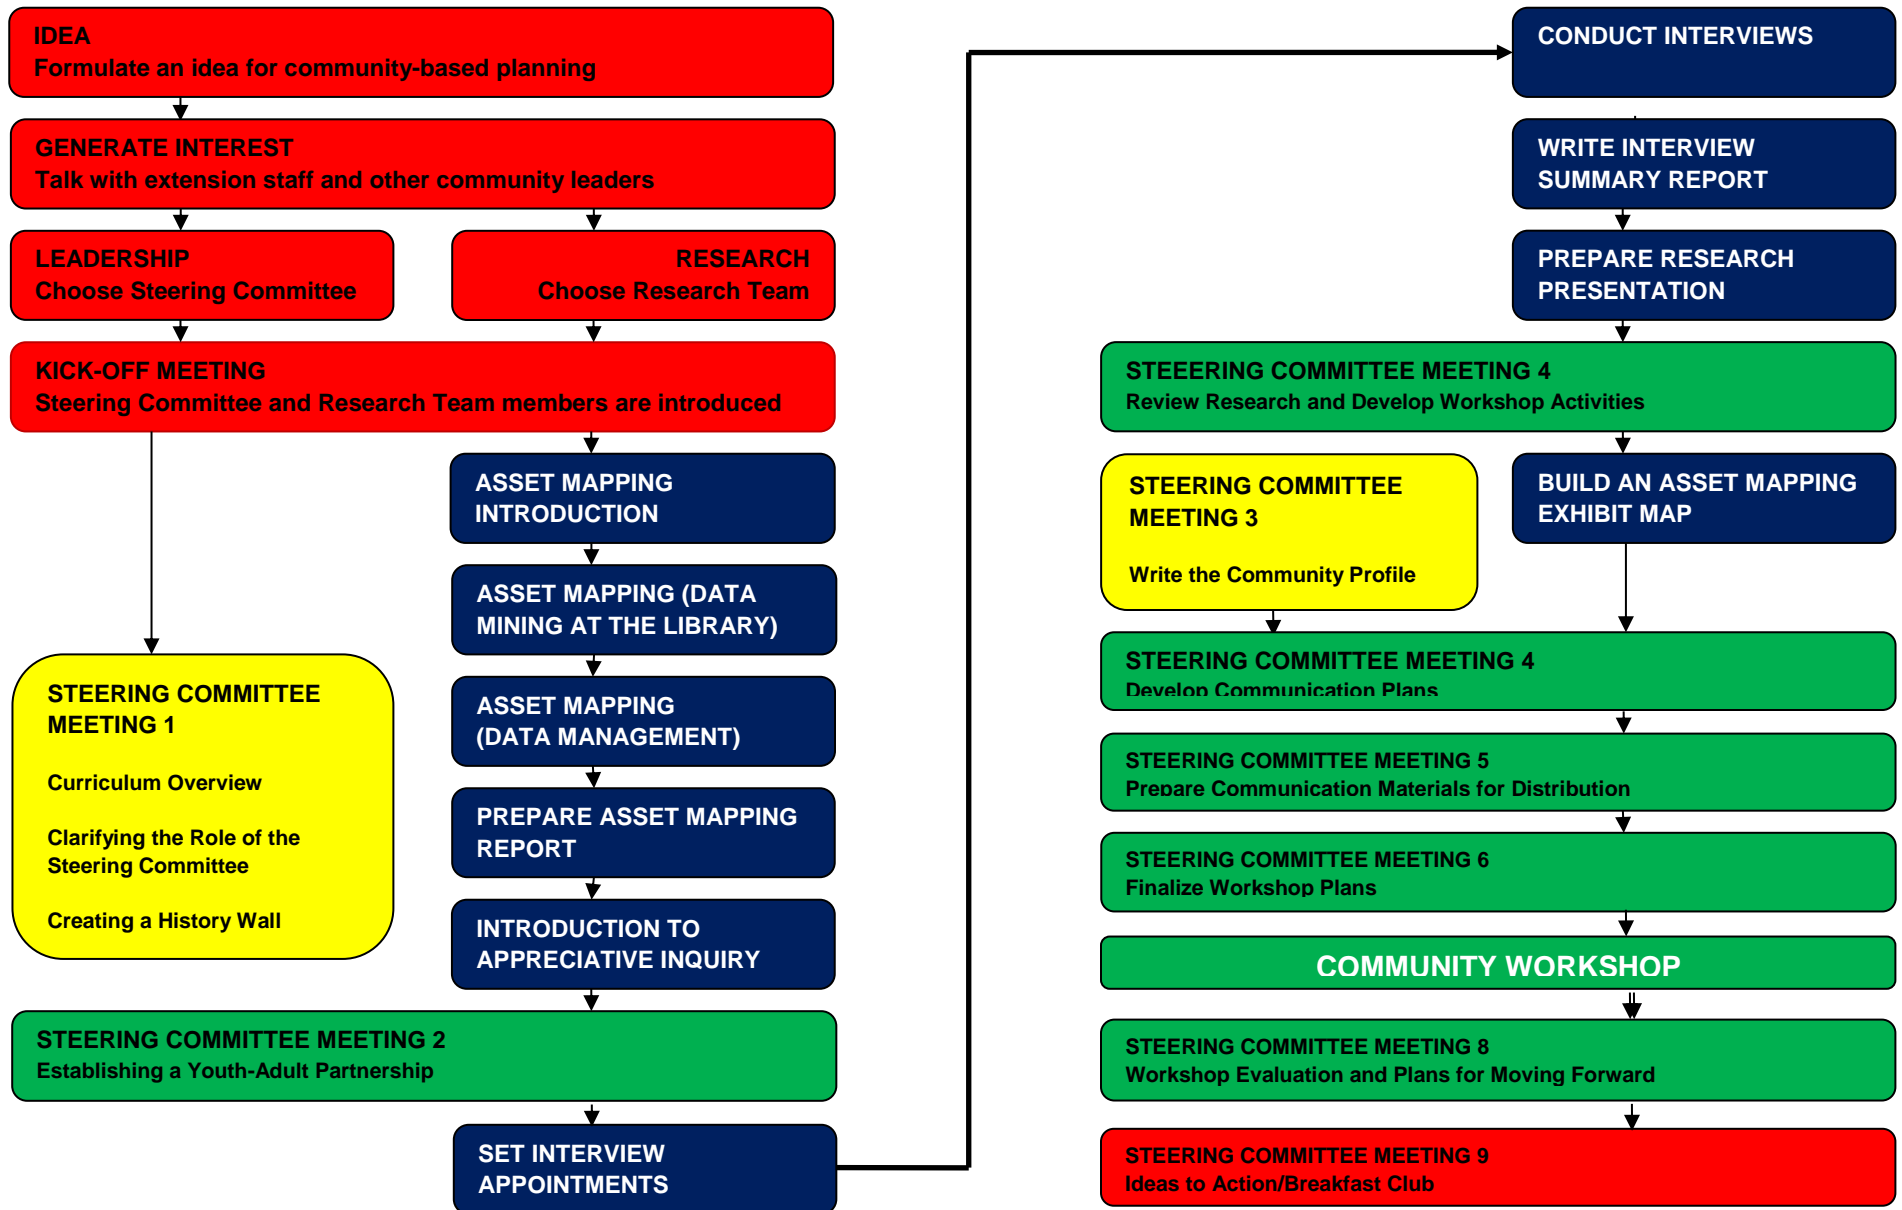 IDEA
Formulate an idea for community-based planning
GENERATE INTEREST
Talk with extension staff and other community leaders
LEADERSHIP
Choose Steering Committee
RESEARCH
Choose Research Team
KICK-OFF MEETING
Steering Committee and Research Team members are introduced
ASSET MAPPING
INTRODUCTION
ASSET MAPPING (DATA
MINING AT THE LIBRARY)
ASSET MAPPING
(DATA MANAGEMENT)
PREPARE ASSET MAPPING
REPORT
INTRODUCTION TO
APPRECIATIVE INQUIRY
STEERING COMMITTEE
MEETING 1
Curriculum Overview
Clarifying the Role of the
Steering Committee
Creating a History Wall
STEERING COMMITTEE MEETING 2
Establishing a Youth-Adult Partnership
SET INTERVIEW
APPOINTMENTS
CONDUCT INTERVIEWS
WRITE INTERVIEW
SUMMARY REPORT
PREPARE RESEARCH
PRESENTATION
STEEERING COMMITTEE MEETING 4
Review Research and Develop Workshop Activities
STEERING COMMITTEE
MEETING 3
Write the Community Profile
BUILD AN ASSET MAPPING
EXHIBIT MAP
STEERING COMMITTEE MEETING 4
Develop Communication Plans
STEERING COMMITTEE MEETING 5
Prepare Communication Materials for Distribution
STEERING COMMITTEE MEETING 6
Finalize Workshop Plans
COMMUNITY WORKSHOP
STEERING COMMITTEE MEETING 8
Workshop Evaluation and Plans for Moving Forward
STEERING COMMITTEE MEETING 9
Ideas to Action/Breakfast Club